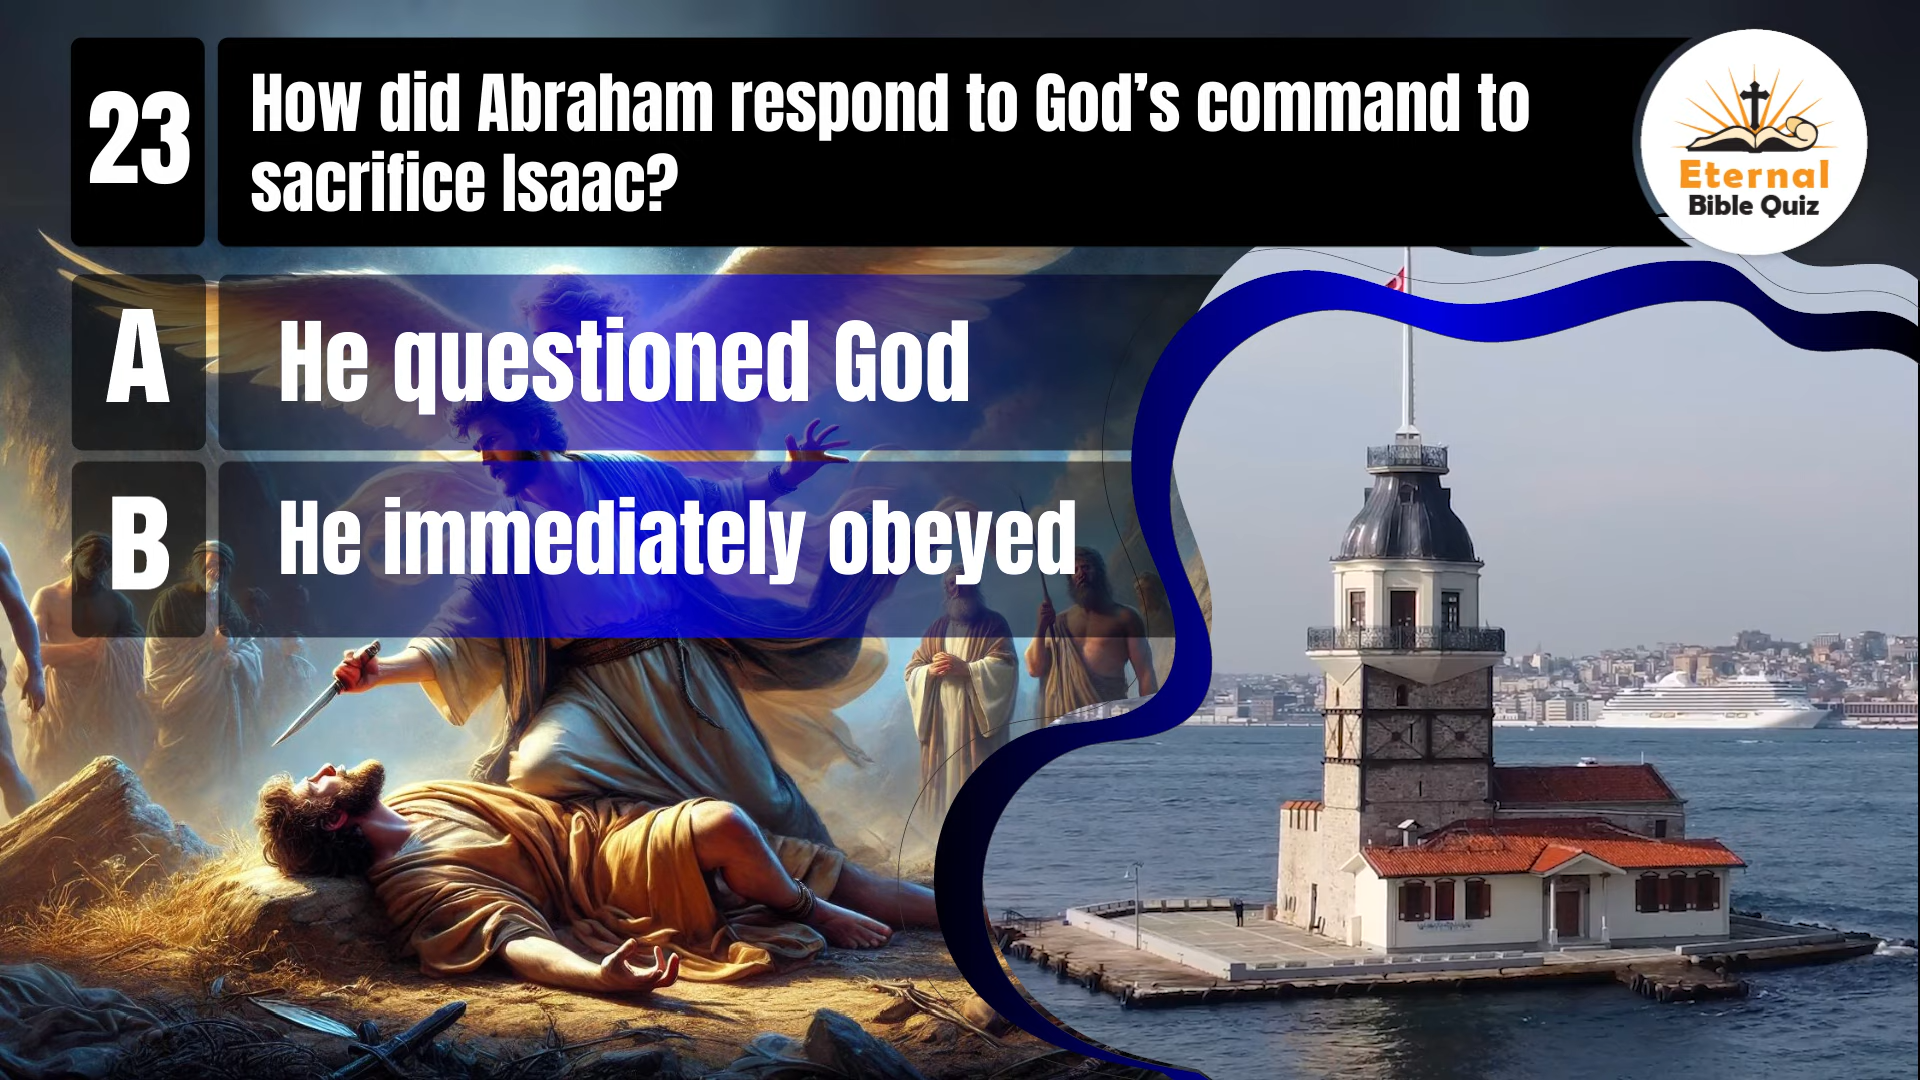 23
How did Abraham respond to God’s command to
sacrifice Isaac?
Eternal
Bible Quiz
A
He questioned God
B
He immediately obeyed